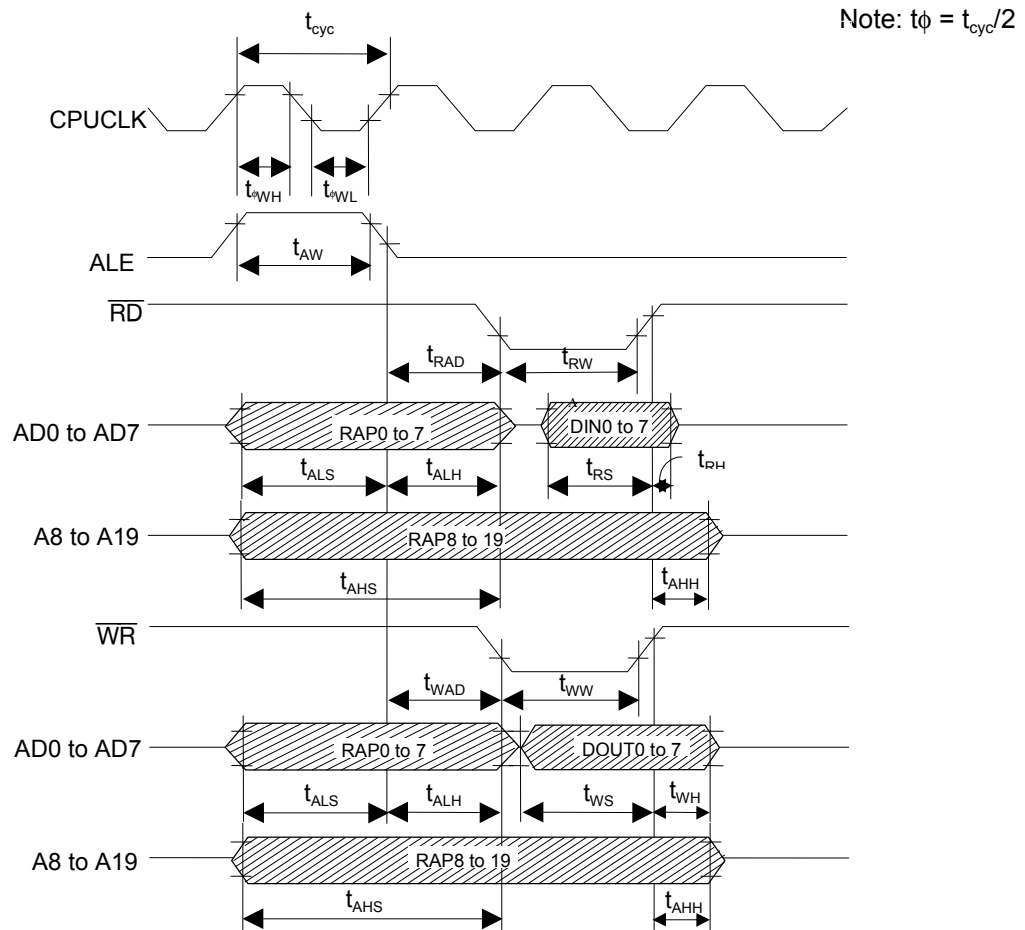 Note: tϕ = tcyc/2
tcyc
CPUCLK
tϕWH
tϕWL
ALE
tAW
RD
tRAD
tRW
AD0 to AD7
RAP0 to 7
DIN0 to 7
tALS
tALH
tRS
tRH
A8 to A19
RAP8 to 19
tAHS
tAHH
WR
tWAD
tWW
AD0 to AD7
RAP0 to 7
DOUT0 to 7
tALS
tALH
tWS
tWH
A8 to A19
RAP8 to 19
tAHS
tAHH